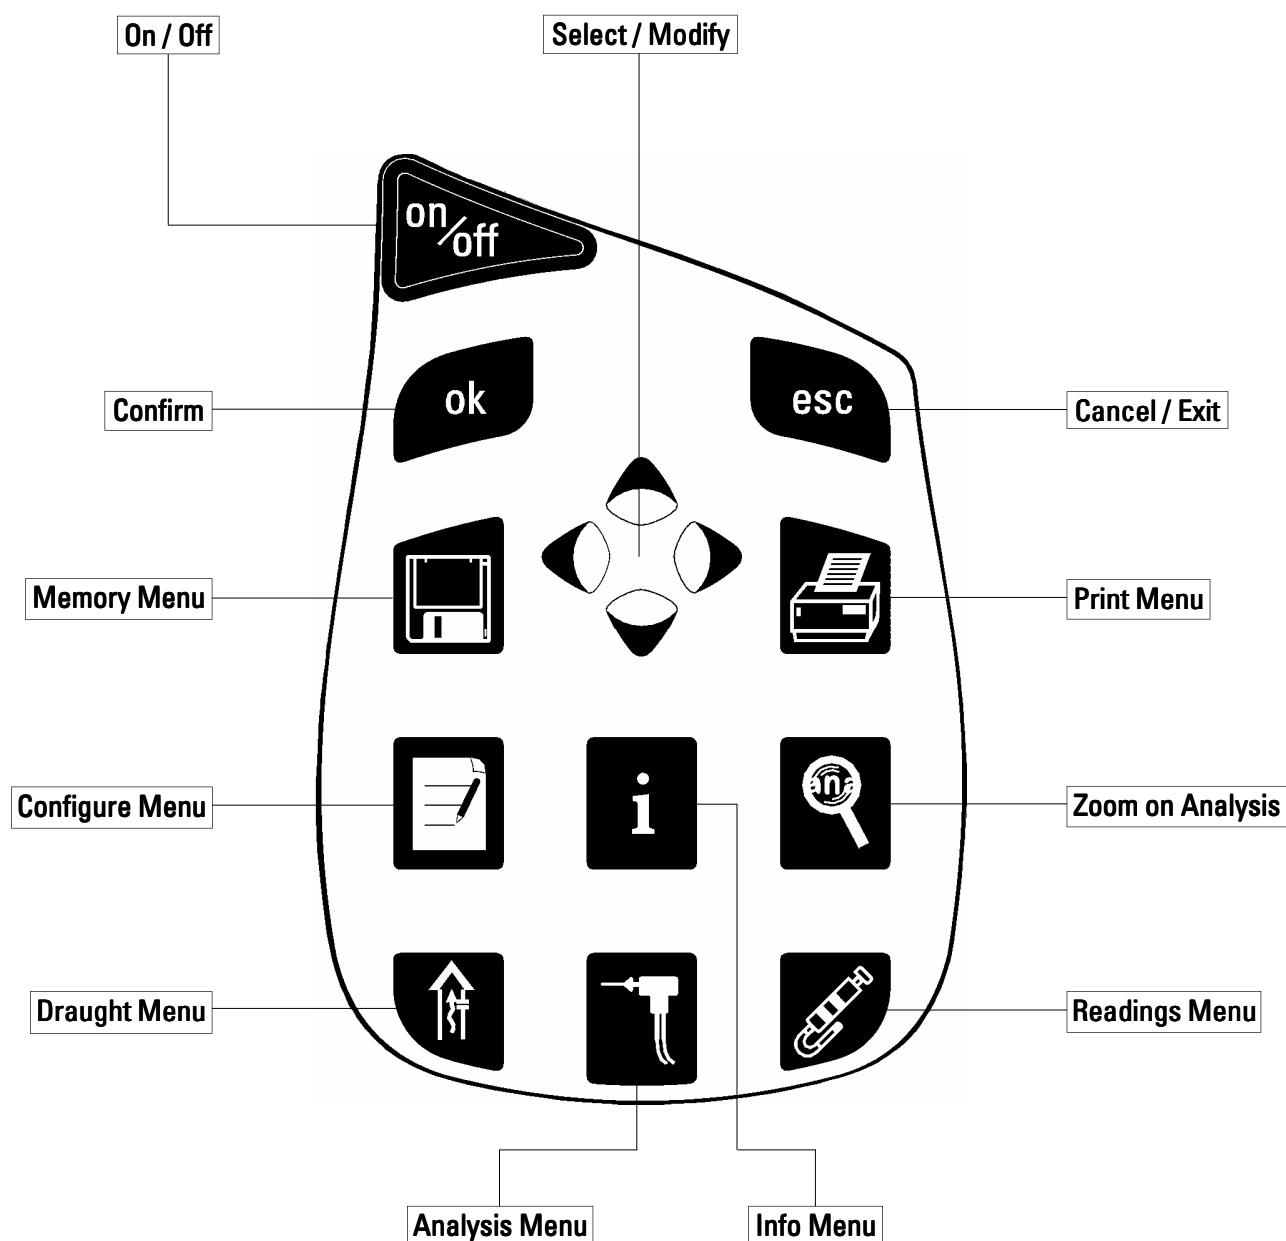 On / Off
Select / Modify
on/off
ok
esc
Confirm
Cancel / Exit
Memory Menu
Print Menu
Configure Menu
i
ana
Zoom on Analysis
Draught Menu
Readings Menu
Analysis Menu
Info Menu